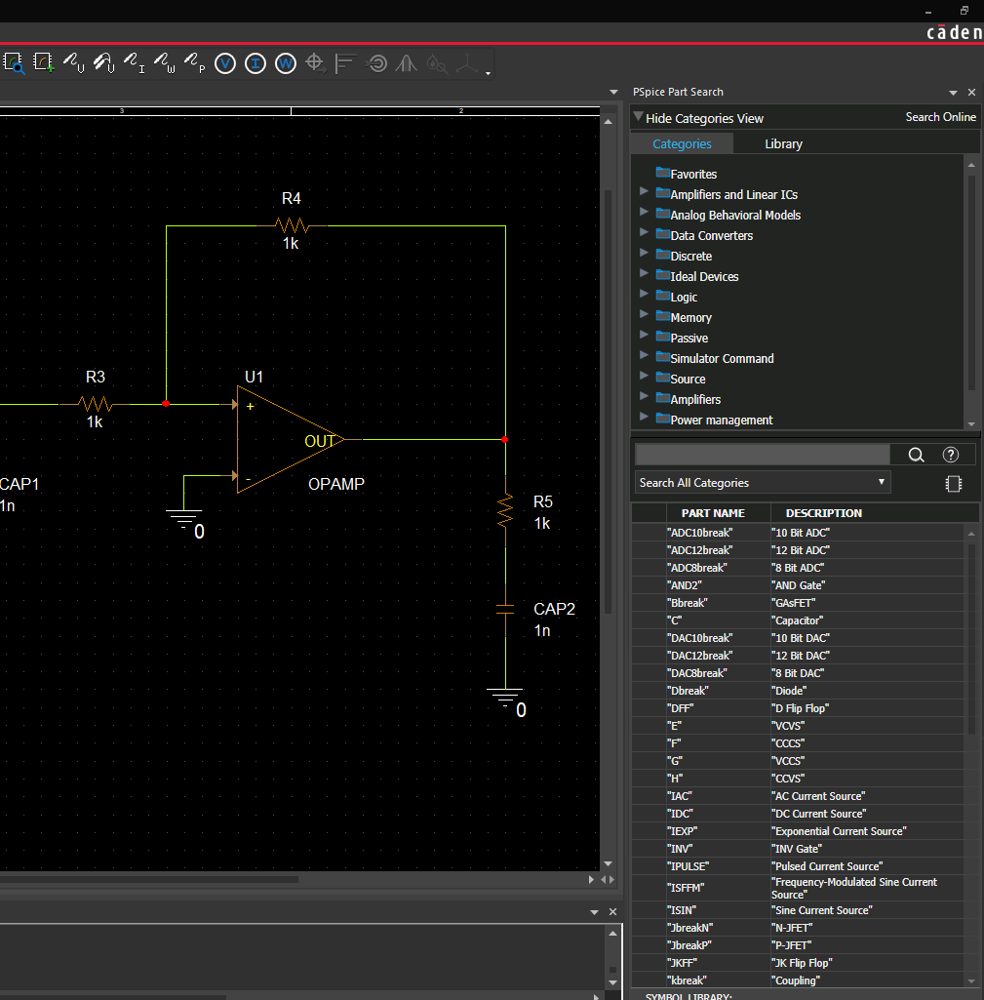 cāden
U
U
I
W
P
V
I
W
PSpice Part Search
Hide Categories View
Search Online
Categories
Library
3
2
Favorites
Amplifiers and Linear ICs
Analog Behavioral Models
Data Converters
Discrete
Ideal Devices
Logic
Memory
Passive
Simulator Command
Source
Amplifiers
Power management
R4
1k
R3
1k
U1
+
OUT
-
OPAMP
0
CAP1
1n
R5
1k
CAP2
1n
0
?
Search All Categories
PART NAME DESCRIPTION
"ADC10break" "10 Bit ADC"
"ADC12break" "12 Bit ADC"
"ADC8break" "8 Bit ADC"
"AND2" "AND Gate"
"Bbreak" "GAsFET"
"C" "Capacitor"
"DAC10break" "10 Bit DAC"
"DAC12break" "12 Bit DAC"
"DAC8break" "8 Bit DAC"
"Dbreak" "Diode"
"DFF" "D Flip Flop"
"E" "VCVS"
"F" "CCCS"
"G" "VCCS"
"H" "CCVS"
"IAC" "AC Current Source"
"IDC" "DC Current Source"
"IEXP" "Exponential Current Source"
"INV" "INV Gate"
"IPULSE" "Pulsed Current Source"
"ISFFM" "Frequency-Modulated Sine Current
Source"
"ISIN" "Sine Current Source"
"JbreakN" "N-JFET"
"JbreakP" "P-JFET"
"JKFF" "JK Flip Flop"
"kbreak" "Coupling"
SYMBOL LIBRARY: